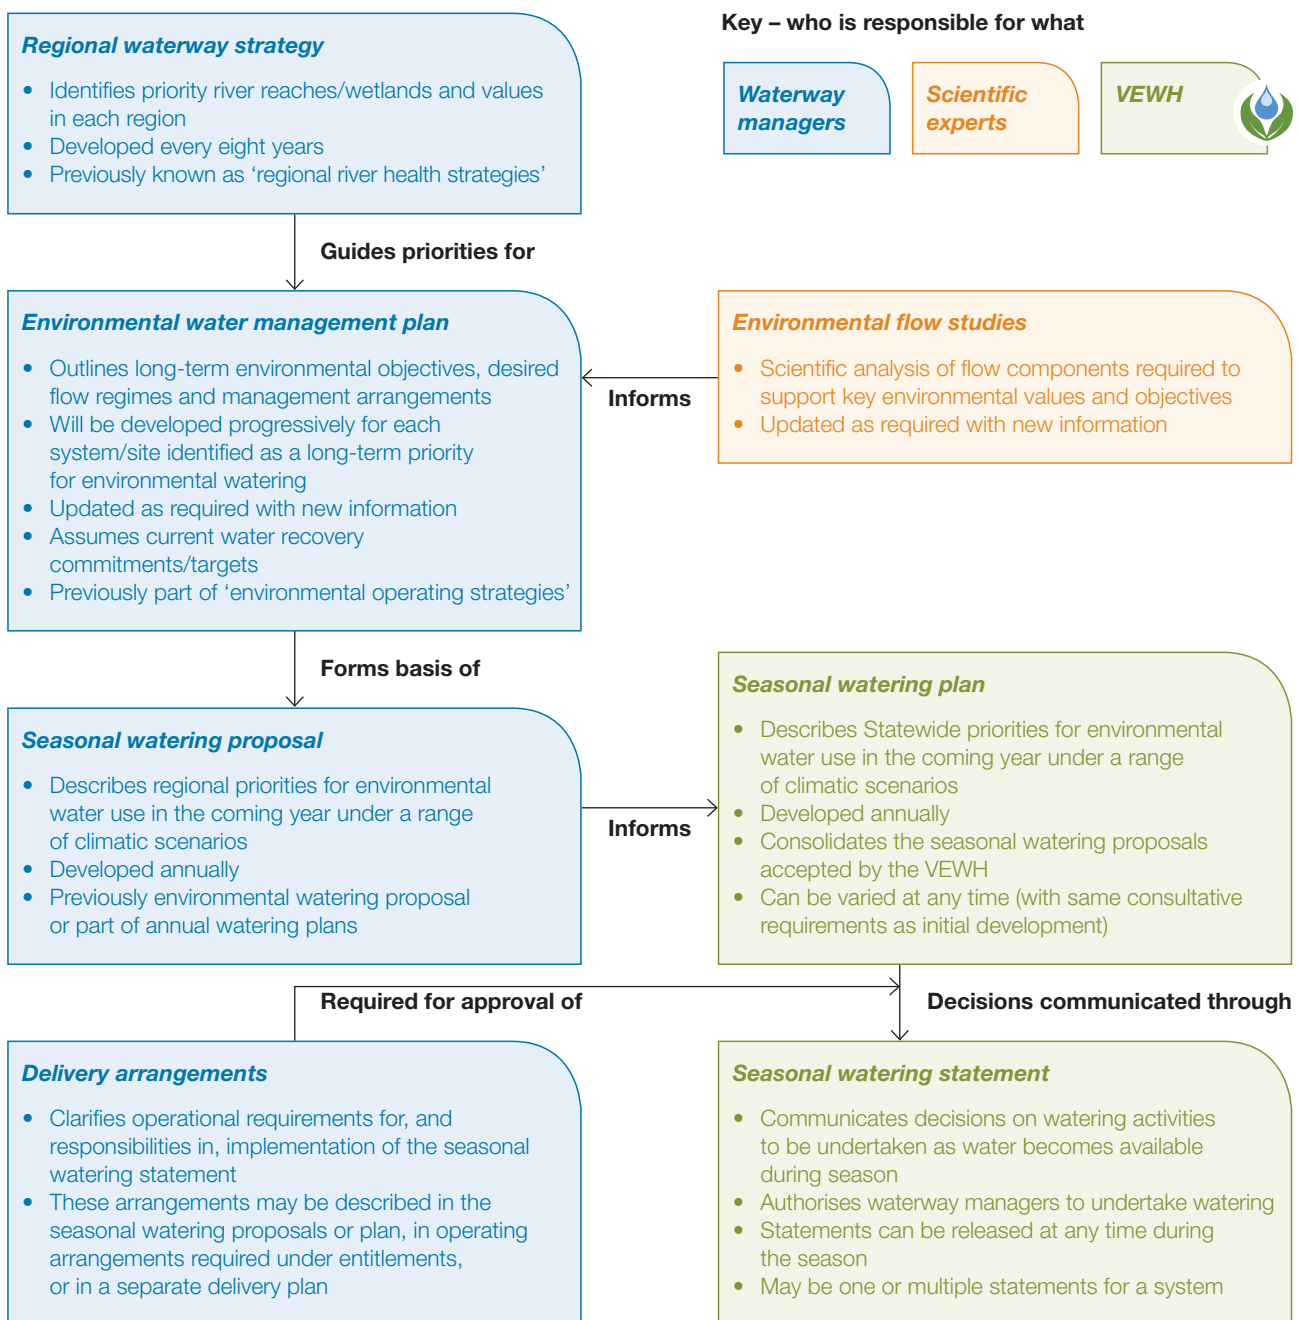 Regional waterway strategy
• Identifies priority river reaches/wetlands and values
in each region
• Developed every eight years
• Previously known as ‘regional river health strategies’
Key – who is responsible for what
Waterway
managers
Scientific
experts
VEWH
Guides priorities for
Environmental water management plan
• Outlines long-term environmental objectives, desired
flow regimes and management arrangements
• Will be developed progressively for each
system/site identified as a long-term priority
for environmental watering
• Updated as required with new information
• Assumes current water recovery
commitments/targets
• Previously part of ‘environmental operating strategies’
Informs
Environmental flow studies
• Scientific analysis of flow components required to
support key environmental values and objectives
• Updated as required with new information
Forms basis of
Seasonal watering proposal
• Describes regional priorities for environmental
water use in the coming year under a range
of climatic scenarios
• Developed annually
• Previously environmental watering proposal
or part of annual watering plans
Informs
Seasonal watering plan
• Describes Statewide priorities for environmental
water use in the coming year under a range
of climatic scenarios
• Developed annually
• Consolidates the seasonal watering proposals
accepted by the VEWH
• Can be varied at any time (with same consultative
requirements as initial development)
Required for approval of
Decisions communicated through
Delivery arrangements
• Clarifies operational requirements for, and
responsibilities in, implementation of the seasonal
watering statement
• These arrangements may be described in the
seasonal watering proposals or plan, in operating
arrangements required under entitlements,
or in a separate delivery plan
Seasonal watering statement
• Communicates decisions on watering activities
to be undertaken as water becomes available
during season
• Authorises waterway managers to undertake watering
• Statements can be released at any time during
the season
• May be one or multiple statements for a system